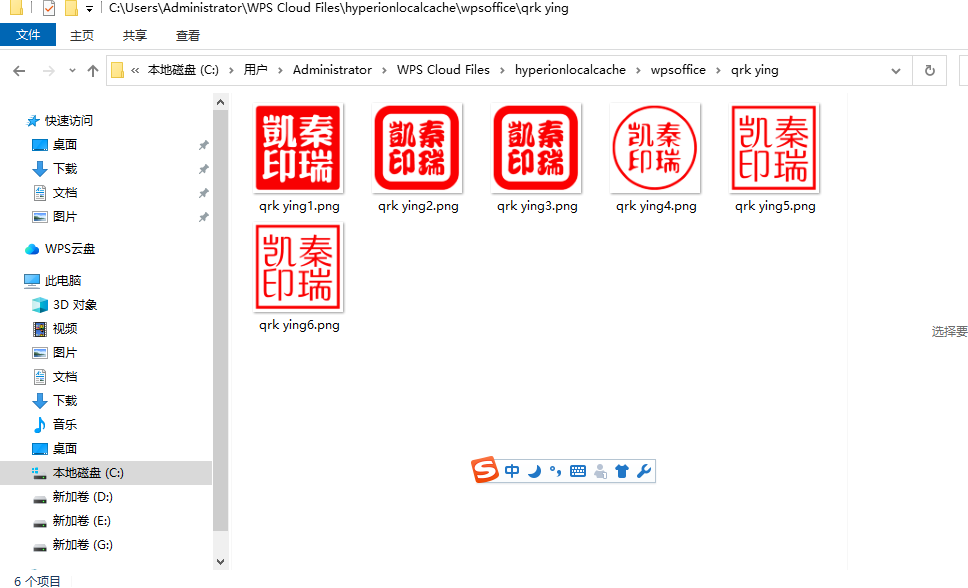 C:\Users\Administrator\WPS Cloud Files\hyperionlocalcache\wpsoffice\qrk ying
文件 主页 共享 查看
« 本地磁盘 (C:) › 用户 › Administrator › WPS Cloud Files › hyperionlocalcache › wpsoffice › qrk ying
快速访问
桌面
下载
文档
图片
WPS云盘
此电脑
3D 对象
视频
图片
文档
下载
音乐
桌面
本地磁盘 (C:)
新加卷 (D:)
新加卷 (E:)
新加卷 (G:)
秦瑞
凱印
qrk ying1.png
秦瑞
凱印
qrk ying2.png
秦瑞
凱印
qrk ying3.png
秦瑞
凯印
qrk ying4.png
秦瑞
凯印
qrk ying5.png
秦瑞
凯印
qrk ying6.png
选择要
S 中
6 个项目